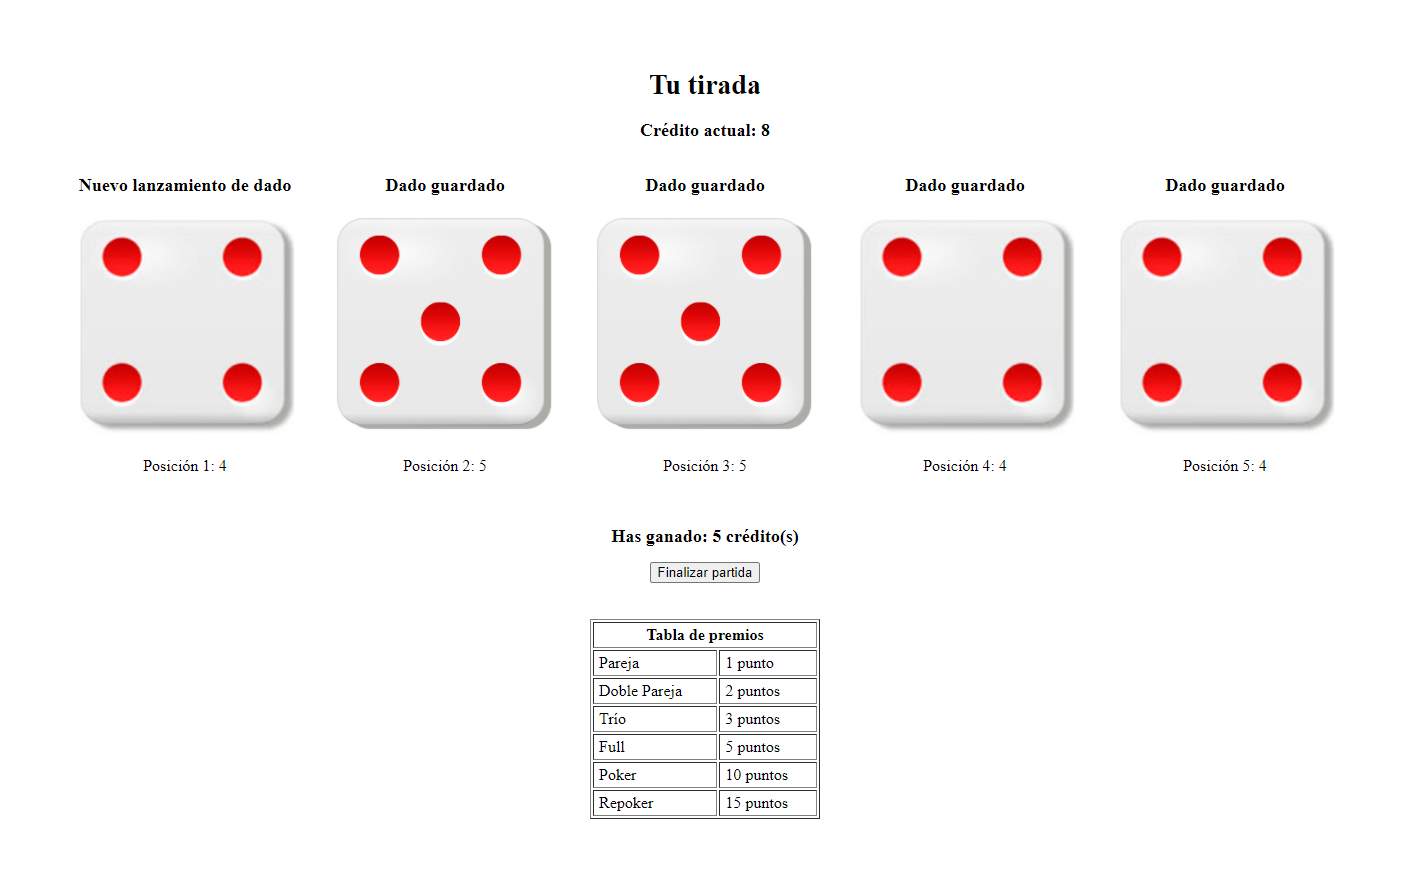 Tu tirada
Crédito actual: 8
Nuevo lanzamiento de dado
Dado guardado
Dado guardado
Dado guardado
Dado guardado
Posición 1: 4
Posición 2: 5
Posición 3: 5
Posición 4: 4
Posición 5: 4
Has ganado: 5 crédito(s)
Finalizar partida
Tabla de premios
Pareja 1 punto
Doble Pareja 2 puntos
Trío 3 puntos
Full 5 puntos
Poker 10 puntos
Repoker 15 puntos